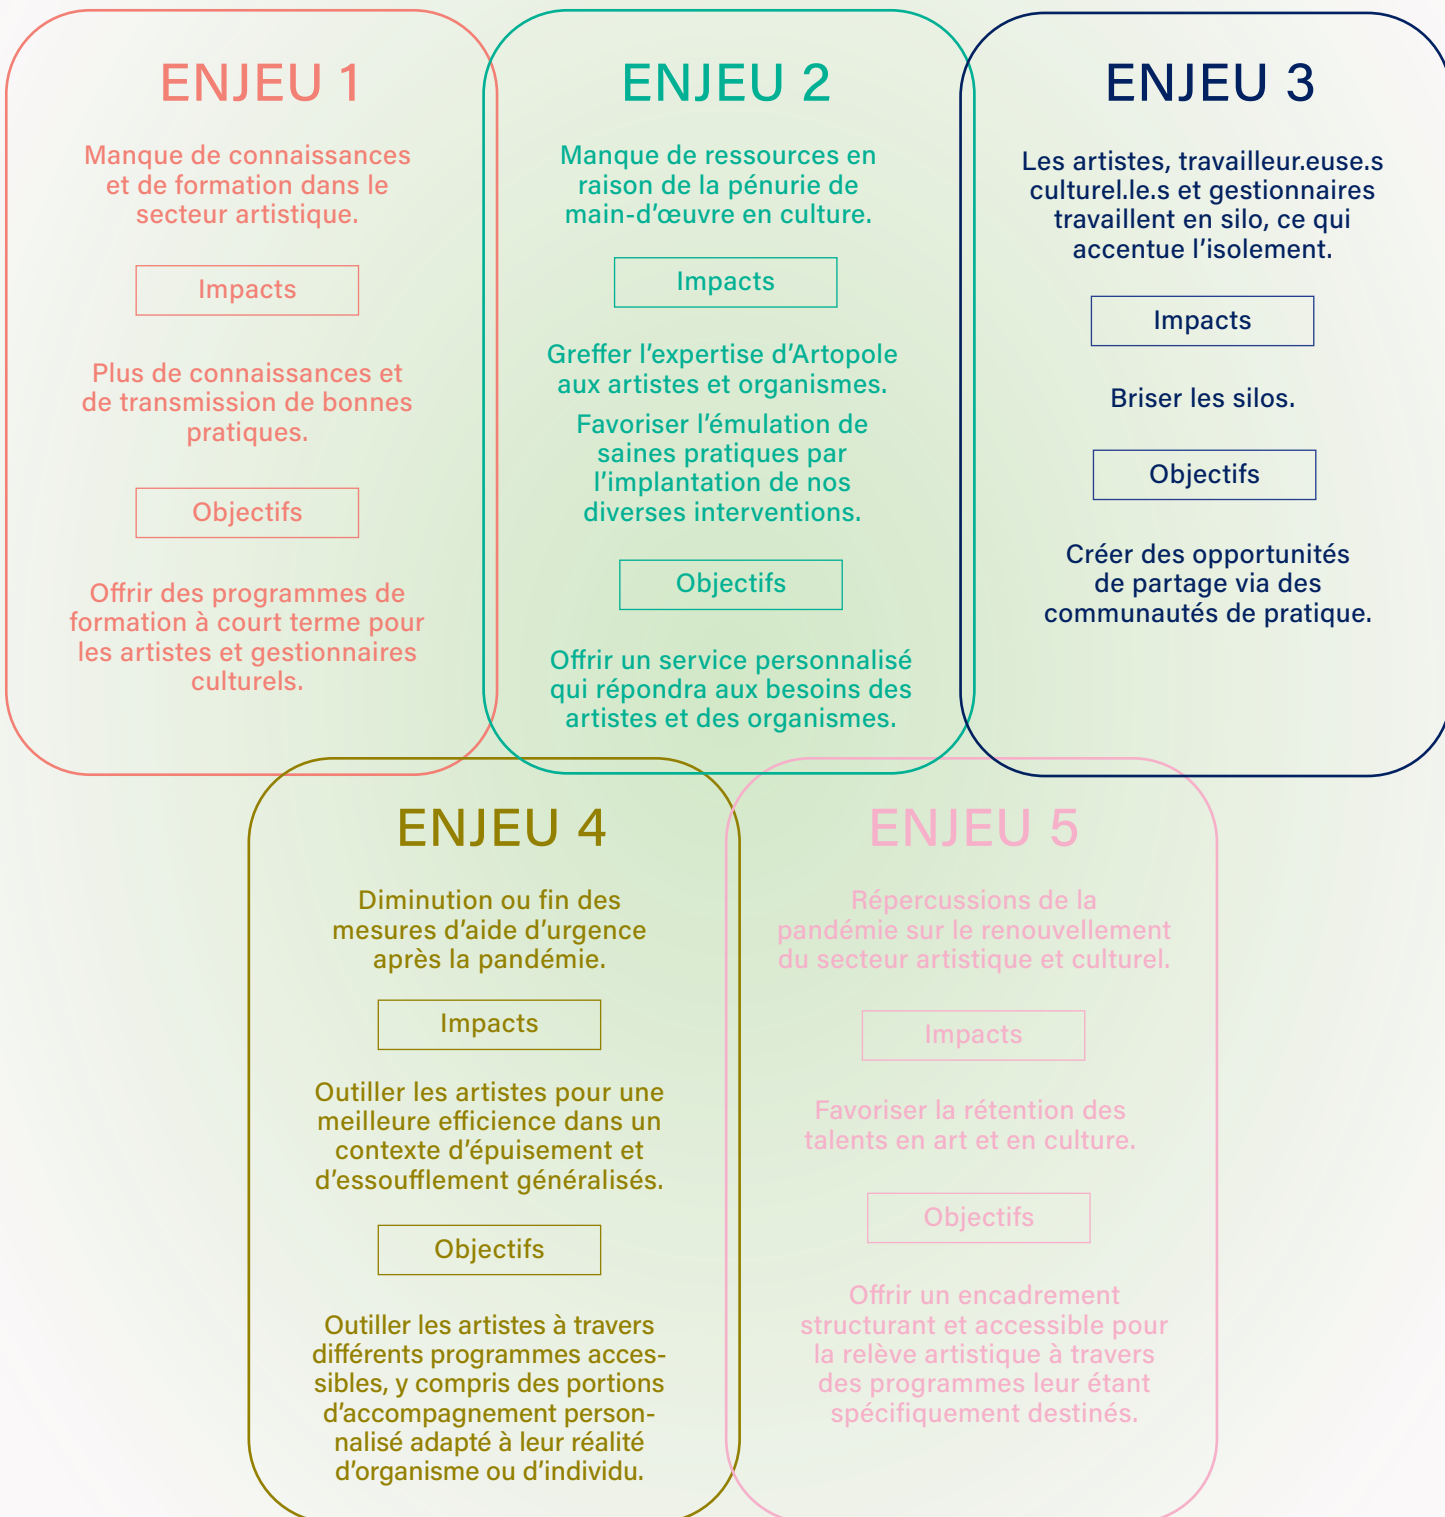 ENJEU 1
Manque de connaissances
et de formation dans le
secteur artistique.
Impacts
Plus de connaissances et
de transmission de bonnes
pratiques.
Objectifs
Offrir des programmes de
formation à court terme pour
les artistes et gestionnaires
culturels.
ENJEU 2
Manque de ressources en
raison de la pénurie de
main-d’œuvre en culture.
Impacts
Greffer l’expertise d’Artopole
aux artistes et organismes.
Favoriser l’émulation de
saines pratiques par
l’implantation de nos
diverses interventions.
Objectifs
Offrir un service personnalisé
qui répondra aux besoins des
artistes et des organismes.
ENJEU 3
Les artistes, travailleur.euse.s
culturel.le.s et gestionnaires
travaillent en silo, ce qui
accentue l’isolement.
Impacts
Briser les silos.
Objectifs
Créer des opportunités
de partage via des
communautés de pratique.
ENJEU 4
Diminution ou fin des
mesures d’aide d’urgence
après la pandémie.
Impacts
Outiller les artistes pour une
meilleure efficience dans un
contexte d’épuisement et
d’essoufflement généralisés.
Objectifs
Outiller les artistes à travers
différents programmes acces-
sibles, y compris des portions
d’accompagnement person-
nalisé adapté à leur réalité
d’organisme ou d’individu.
ENJEU 5
Répercussions de la
pandémie sur le renouvellement
du secteur artistique et culturel.
Impacts
Favoriser la rétention des
talents en art et en culture.
Objectifs
Offrir un encadrement
structurant et accessible pour
la relève artistique à travers
des programmes leur étant
spécifiquement destinés.